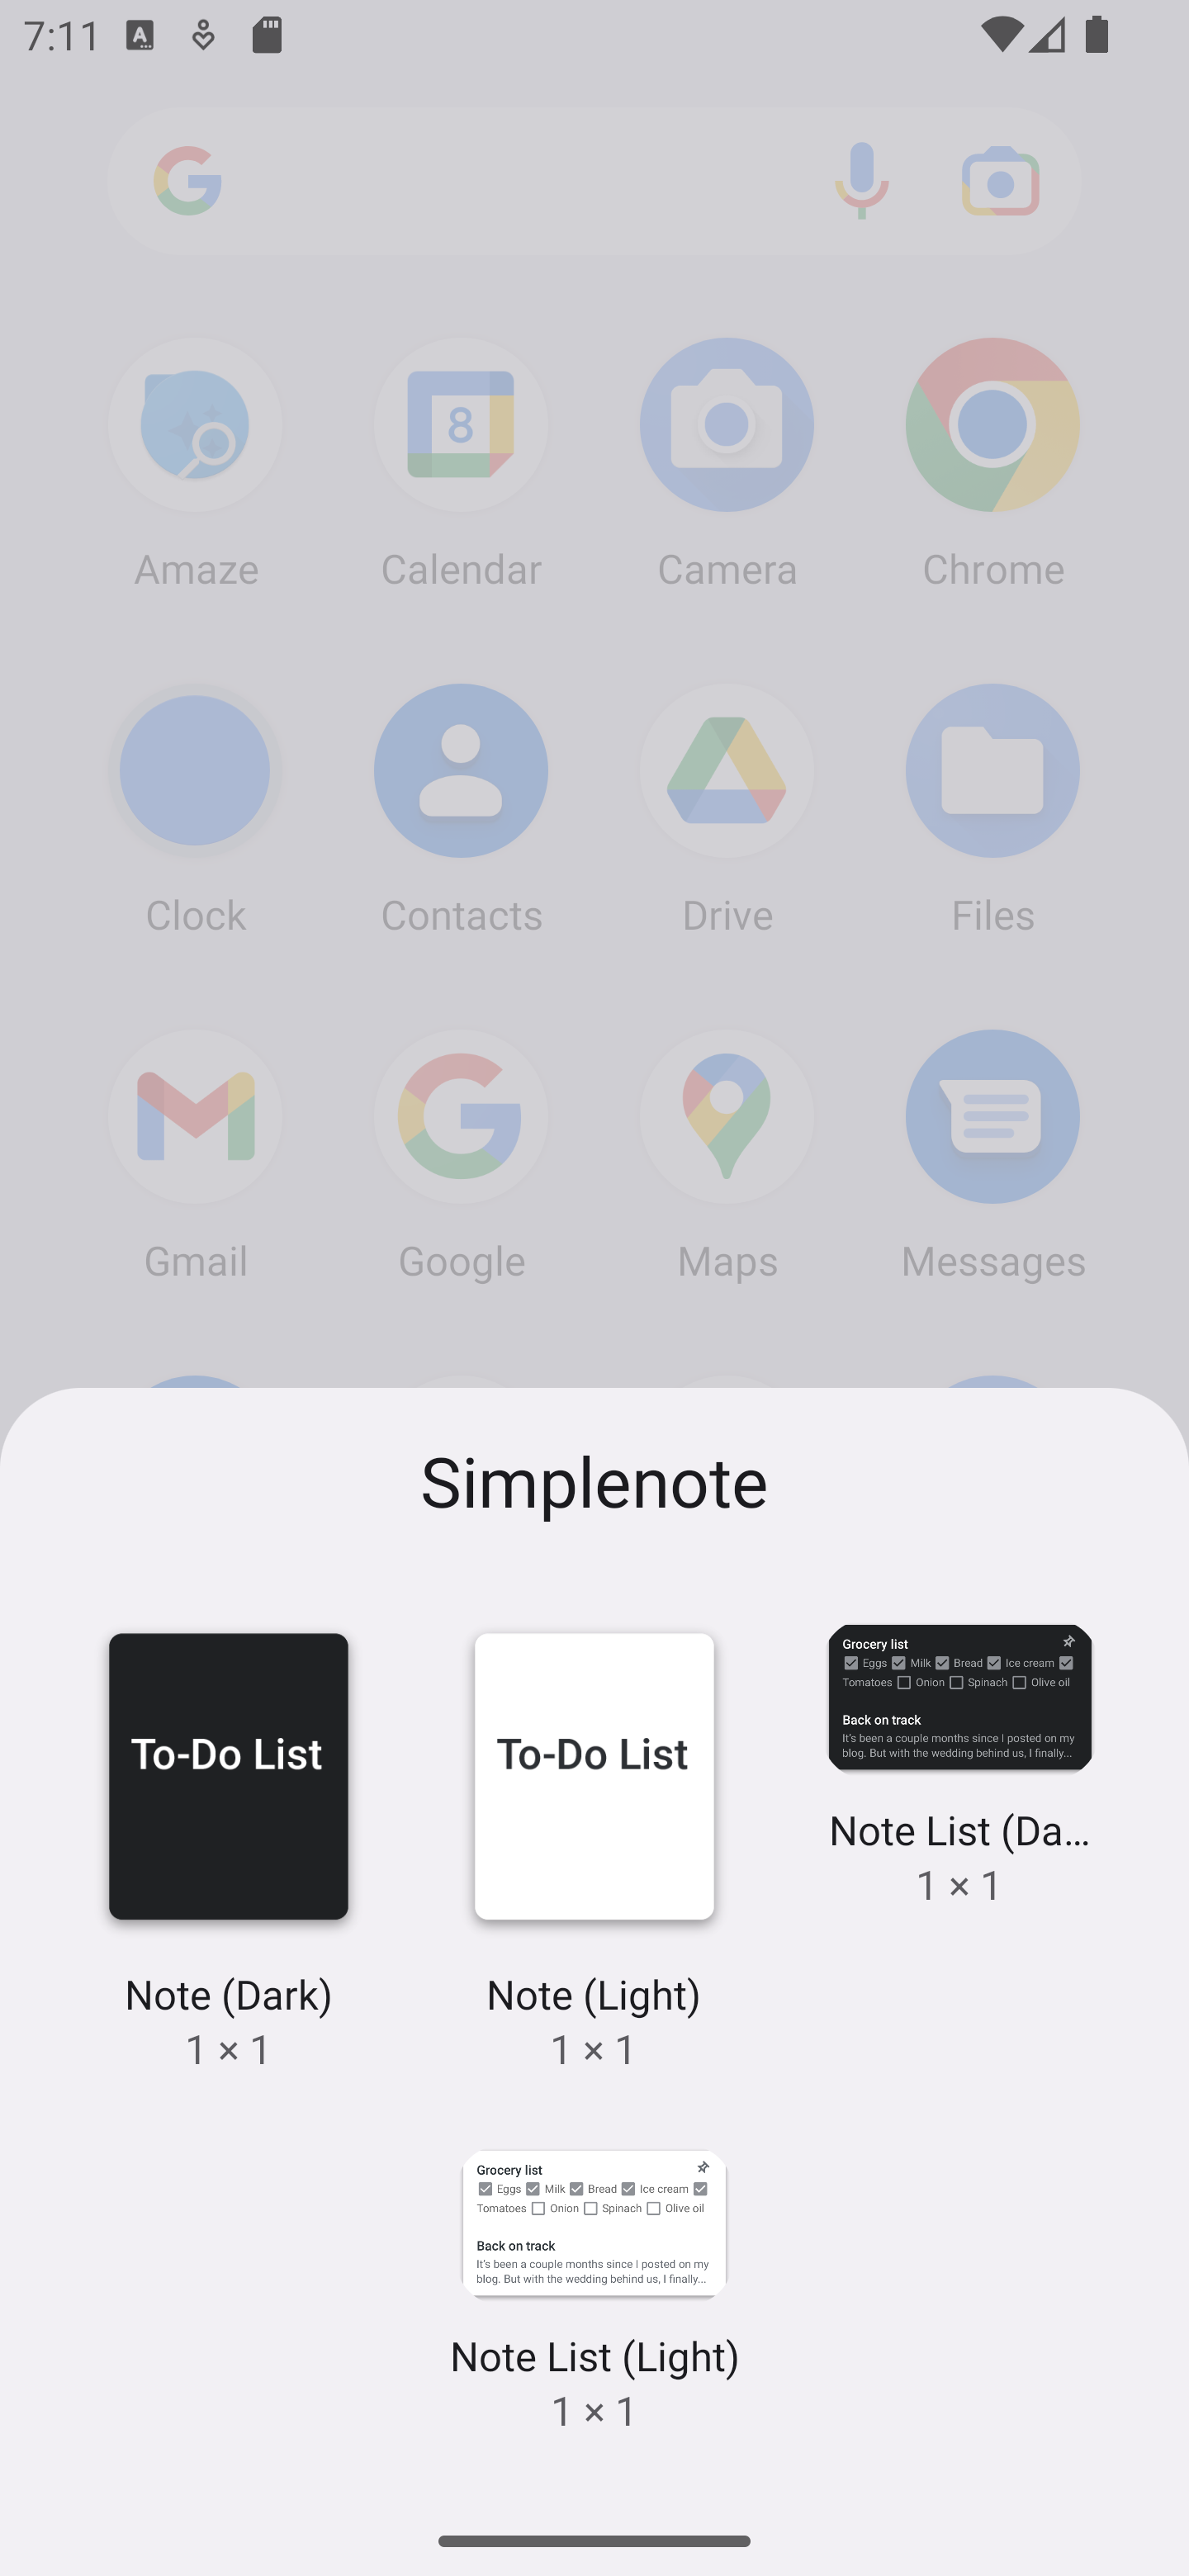 7:11
Amaze
Calendar
Camera
Chrome
8
Clock
Contacts
Drive
Files
Gmail
Google
Maps
Messages
Simplenote
To-Do List
Note (Dark)
1 × 1
To-Do List
Note (Light)
1 × 1
Grocery list
Eggs Milk Bread Ice cream
Tomatoes Onion Spinach Olive oil
Back on track
It's been a couple months since I posted on my
blog. But with the wedding behind us, I finally...
Note List (Da...
1 × 1
Grocery list
Eggs Milk Bread Ice cream
Tomatoes Onion Spinach Olive oil
Back on track
It's been a couple months since I posted on my
blog. But with the wedding behind us, I finally...
Note List (Light)
1 × 1